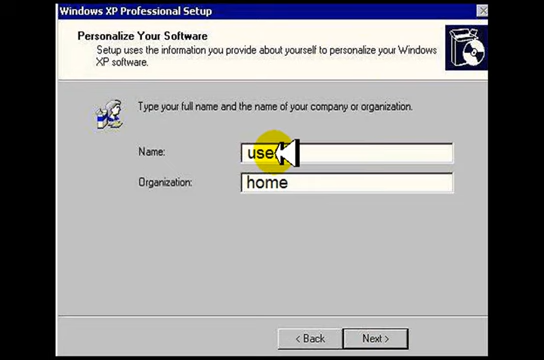 Windows XP Professional Setup
Personalize Your Software
Setup uses the information you provide about yourself to personalize your Windows
XP software.
Type your full name and the name of your company or organization.
Name:
use
Organization:
home
< Back
Next >